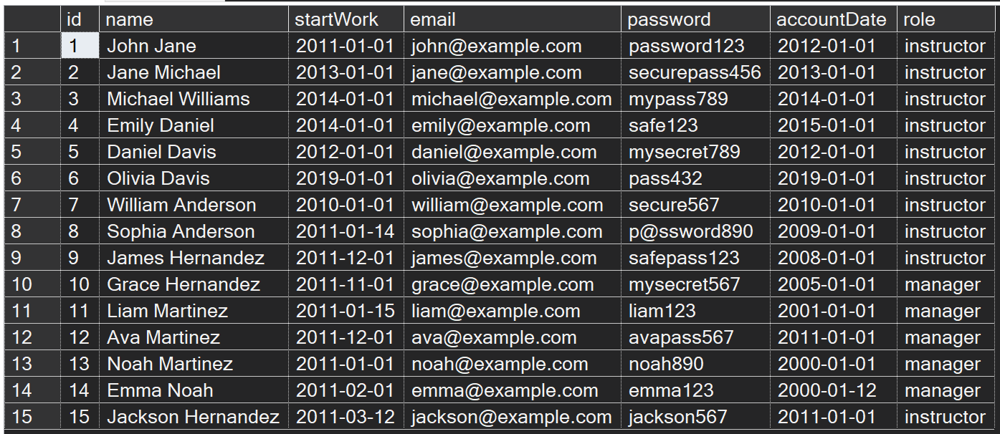 id name startWork email password accountDate role
1 1 John Jane 2011-01-01 john@example.com password123 2012-01-01 instructor
2 2 Jane Michael 2013-01-01 jane@example.com securepass456 2013-01-01 instructor
3 3 Michael Williams 2014-01-01 michael@example.com mypass789 2014-01-01 instructor
4 4 Emily Daniel 2014-01-01 emily@example.com safe123 2015-01-01 instructor
5 5 Daniel Davis 2012-01-01 daniel@example.com mysecret789 2012-01-01 instructor
6 6 Olivia Davis 2019-01-01 olivia@example.com pass432 2019-01-01 instructor
7 7 William Anderson 2010-01-01 william@example.com secure567 2010-01-01 instructor
8 8 Sophia Anderson 2011-01-14 sophia@example.com p@ssword890 2009-01-01 instructor
9 9 James Hernandez 2011-12-01 james@example.com safepass123 2008-01-01 instructor
10 10 Grace Hernandez 2011-11-01 grace@example.com mysecret567 2005-01-01 manager
11 11 Liam Martinez 2011-01-15 liam@example.com liam123 2001-01-01 manager
12 12 Ava Martinez 2011-12-01 ava@example.com avapass567 2011-01-01 manager
13 13 Noah Martinez 2011-01-01 noah@example.com noah890 2000-01-01 manager
14 14 Emma Noah 2011-02-01 emma@example.com emma123 2000-01-12 manager
15 15 Jackson Hernandez 2011-03-12 jackson@example.com jackson567 2011-01-01 instructor